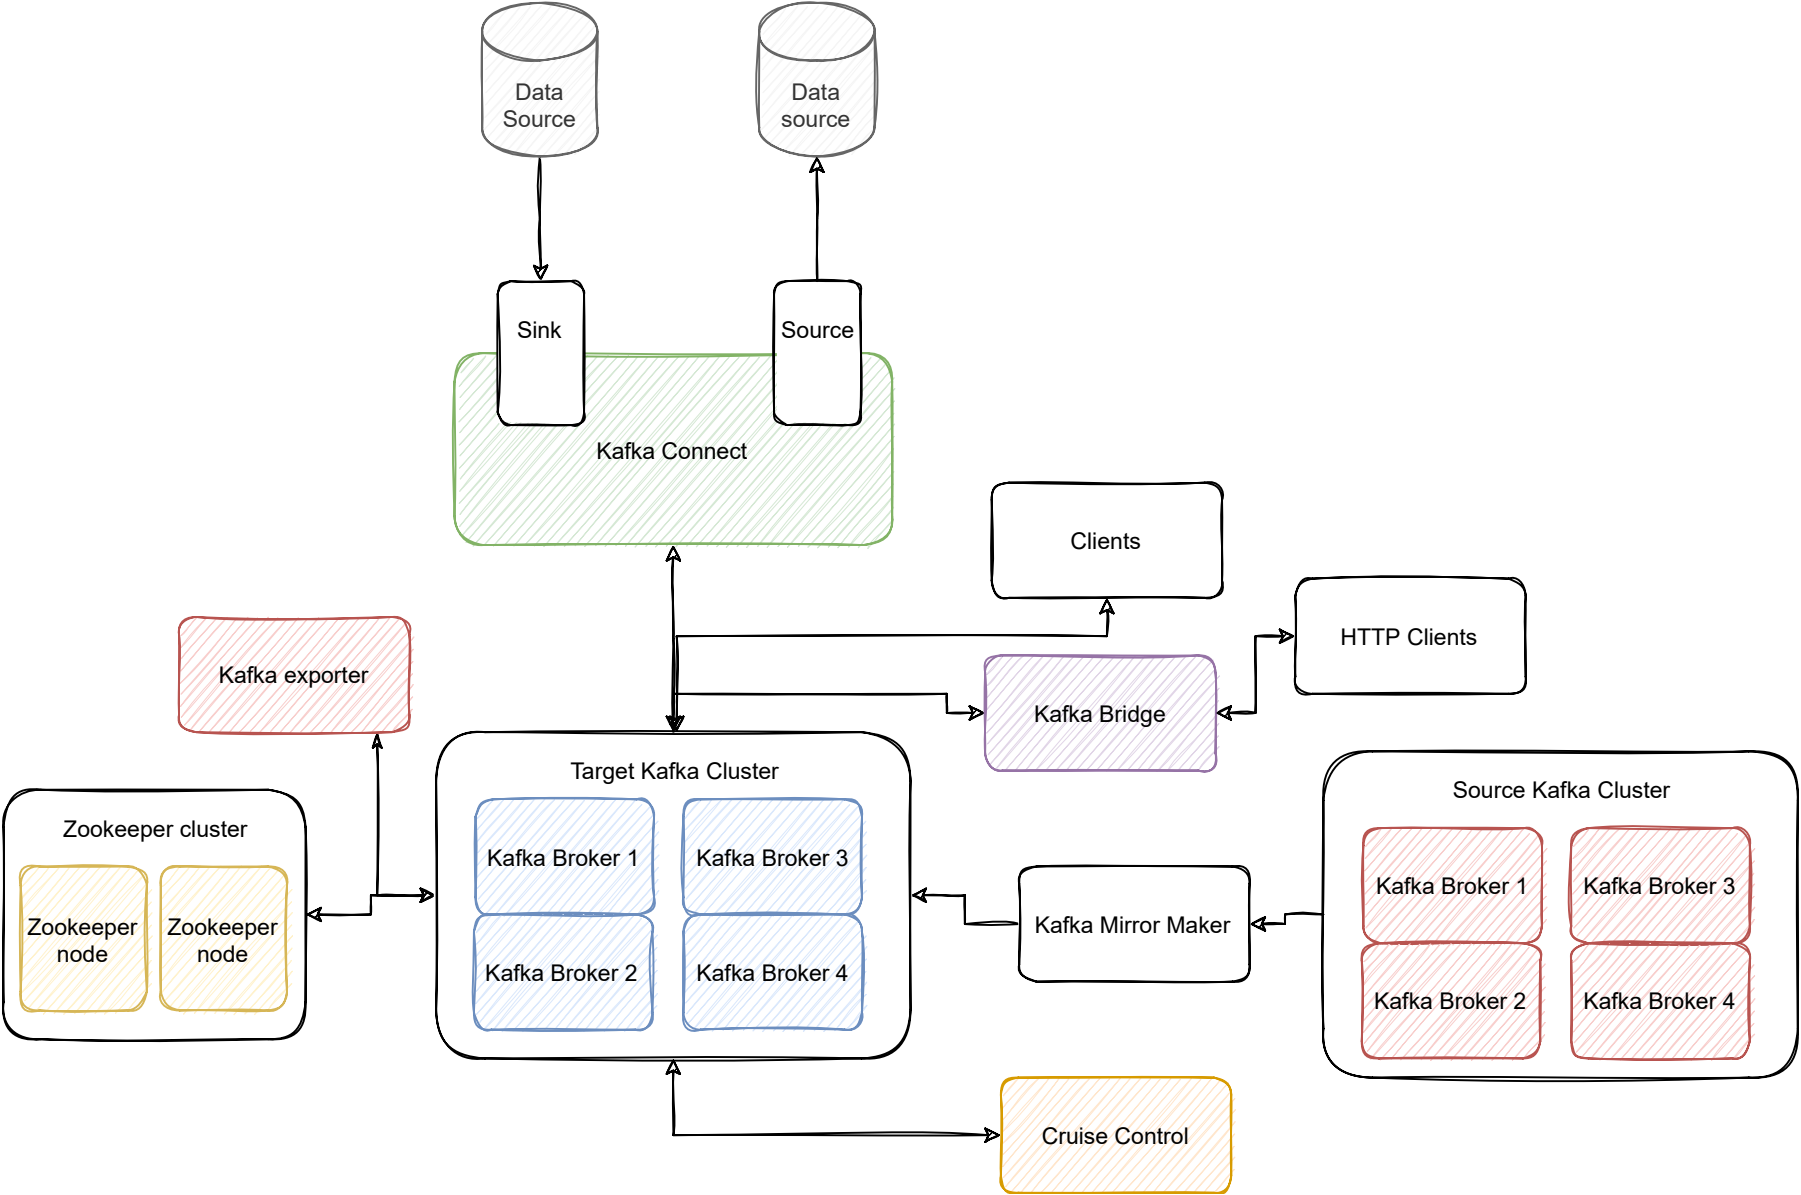 Data
Source
Data
source
Sink
Source
Kafka Connect
Clients
HTTP Clients
Kafka exporter
Kafka Bridge
Target Kafka Cluster
Source Kafka Cluster
Zookeeper cluster
Kafka Broker 1
Kafka Broker 3
Kafka Broker 2
Kafka Broker 4
Zookeeper
node
Zookeeper
node
Kafka Mirror Maker
Kafka Broker 1
Kafka Broker 3
Kafka Broker 2
Kafka Broker 4
Cruise Control